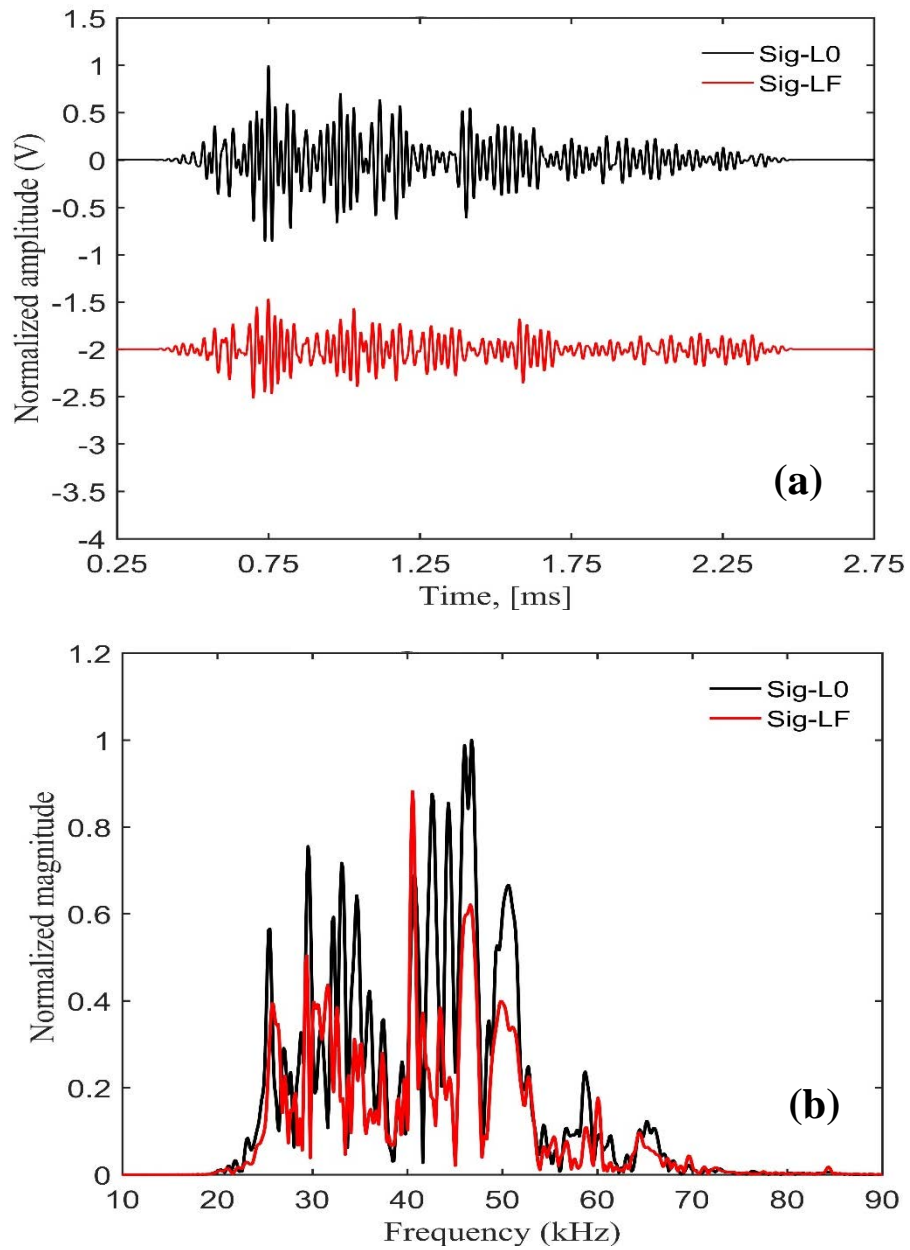 1.5
1
0.5
0
-0.5
-1
-1.5
-2
-2.5
-3
-3.5
-4
Normalized amplitude (V)
Sig-L0
Sig-LF
(a)
0.25 0.75 1.25 1.75 2.25 2.75
Time, [ms]
1.2
1
0.8
0.6
0.4
0.2
0
Normalized magnitude
Sig-L0
Sig-LF
(b)
10 20 30 40 50 60 70 80 90
Frequency (kHz)